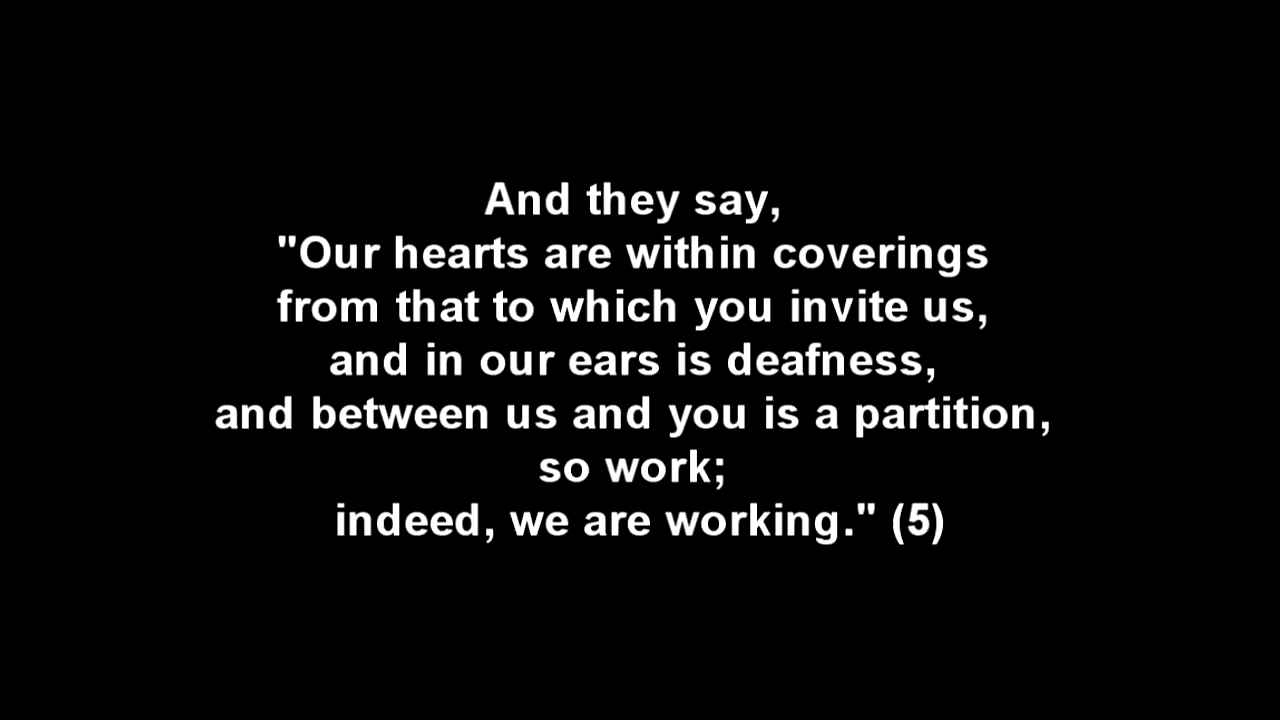 And they say,
"Our hearts are within coverings
from that to which you invite us,
and in our ears is deafness,
and between us and you is a partition,
so work;
indeed, we are working." (5)